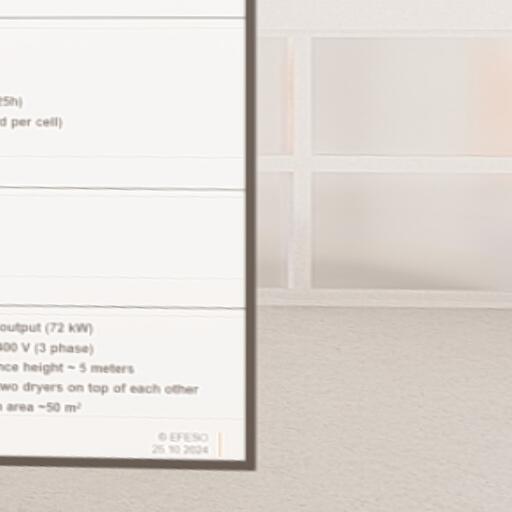 25h)
d per cell)
output (72 kW)
400 V (3 phase)
nce height ~ 5 meters
two dryers on top of each other
area ~50 m²
© EFESO
25.10.2024